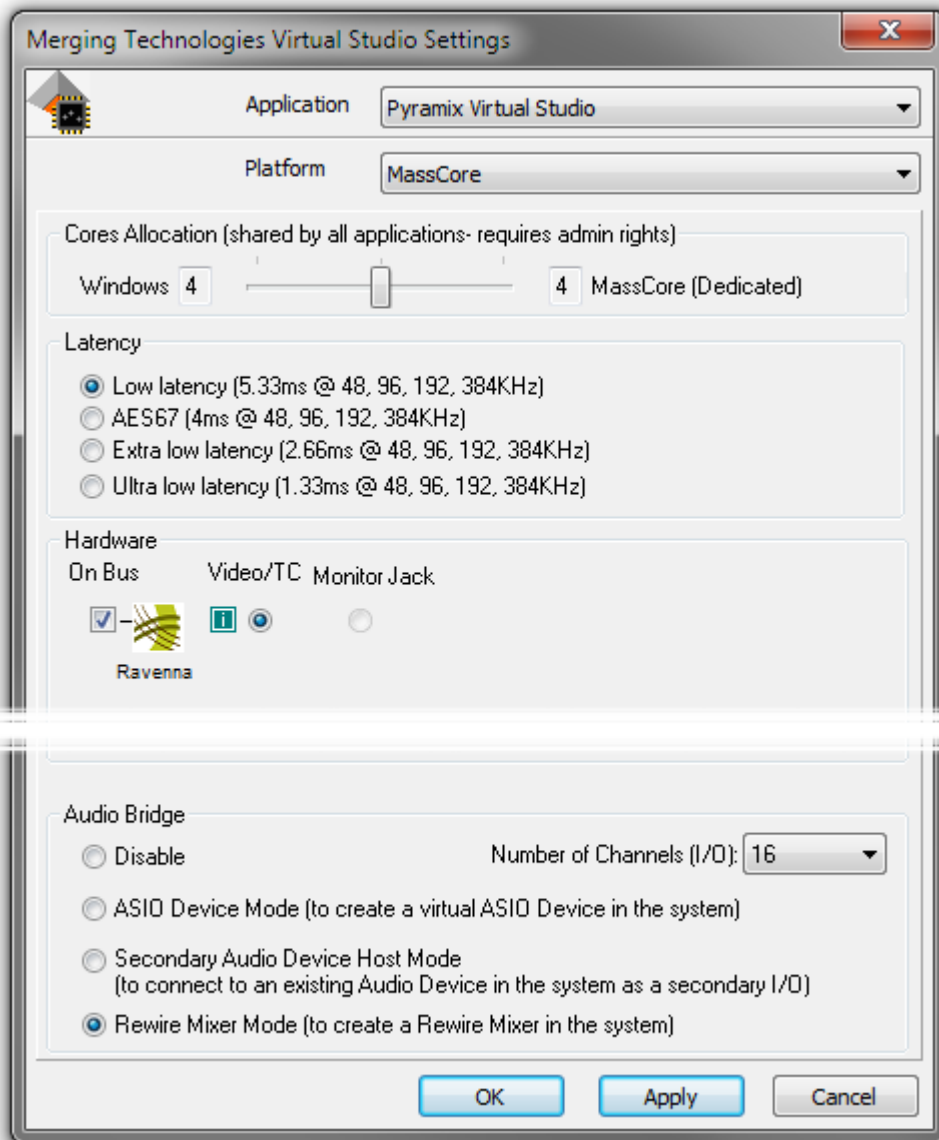 Merging Technologies Virtual Studio Settings
Application Pyramix Virtual Studio
Platform MassCore
Cores Allocation (shared by all applications- requires admin rights)
Windows 4 4 MassCore (Dedicated)
Latency
Low latency (5.33ms @ 48, 96, 192, 384KHz)
AES67 (4ms @ 48, 96, 192, 384KHz)
Extra low latency (2.66ms @ 48, 96, 192, 384KHz)
Ultra low latency (1.33ms @ 48, 96, 192, 384KHz)
Hardware
On Bus Video/TC Monitor Jack
i
Ravenna
Audio Bridge
Disable Number of Channels (I/O): 16
ASIO Device Mode (to create a virtual ASIO Device in the system)
Secondary Audio Device Host Mode
(to connect to an existing Audio Device in the system as a secondary I/O)
Rewire Mixer Mode (to create a Rewire Mixer in the system)
OK Apply Cancel